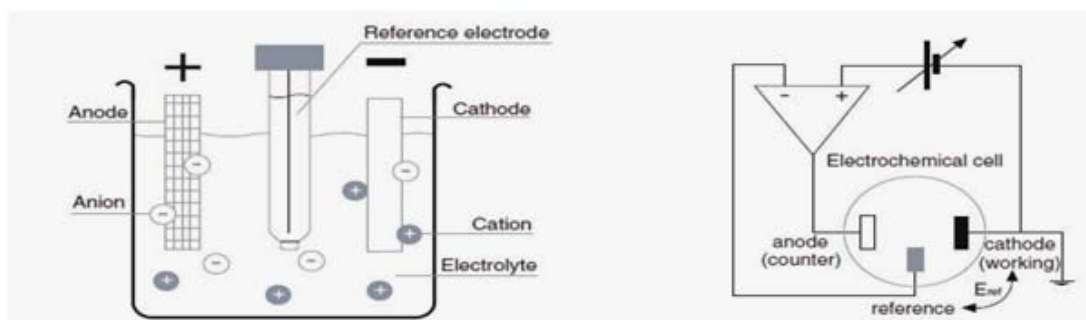 Reference electrode
+
−
Anode
Cathode
−
−
+
Anion
−
+
Cation
−
−
Electrolyte
+
+
+
-
+
Electrochemical cell
anode
(counter)
cathode
(working)
Eref
reference